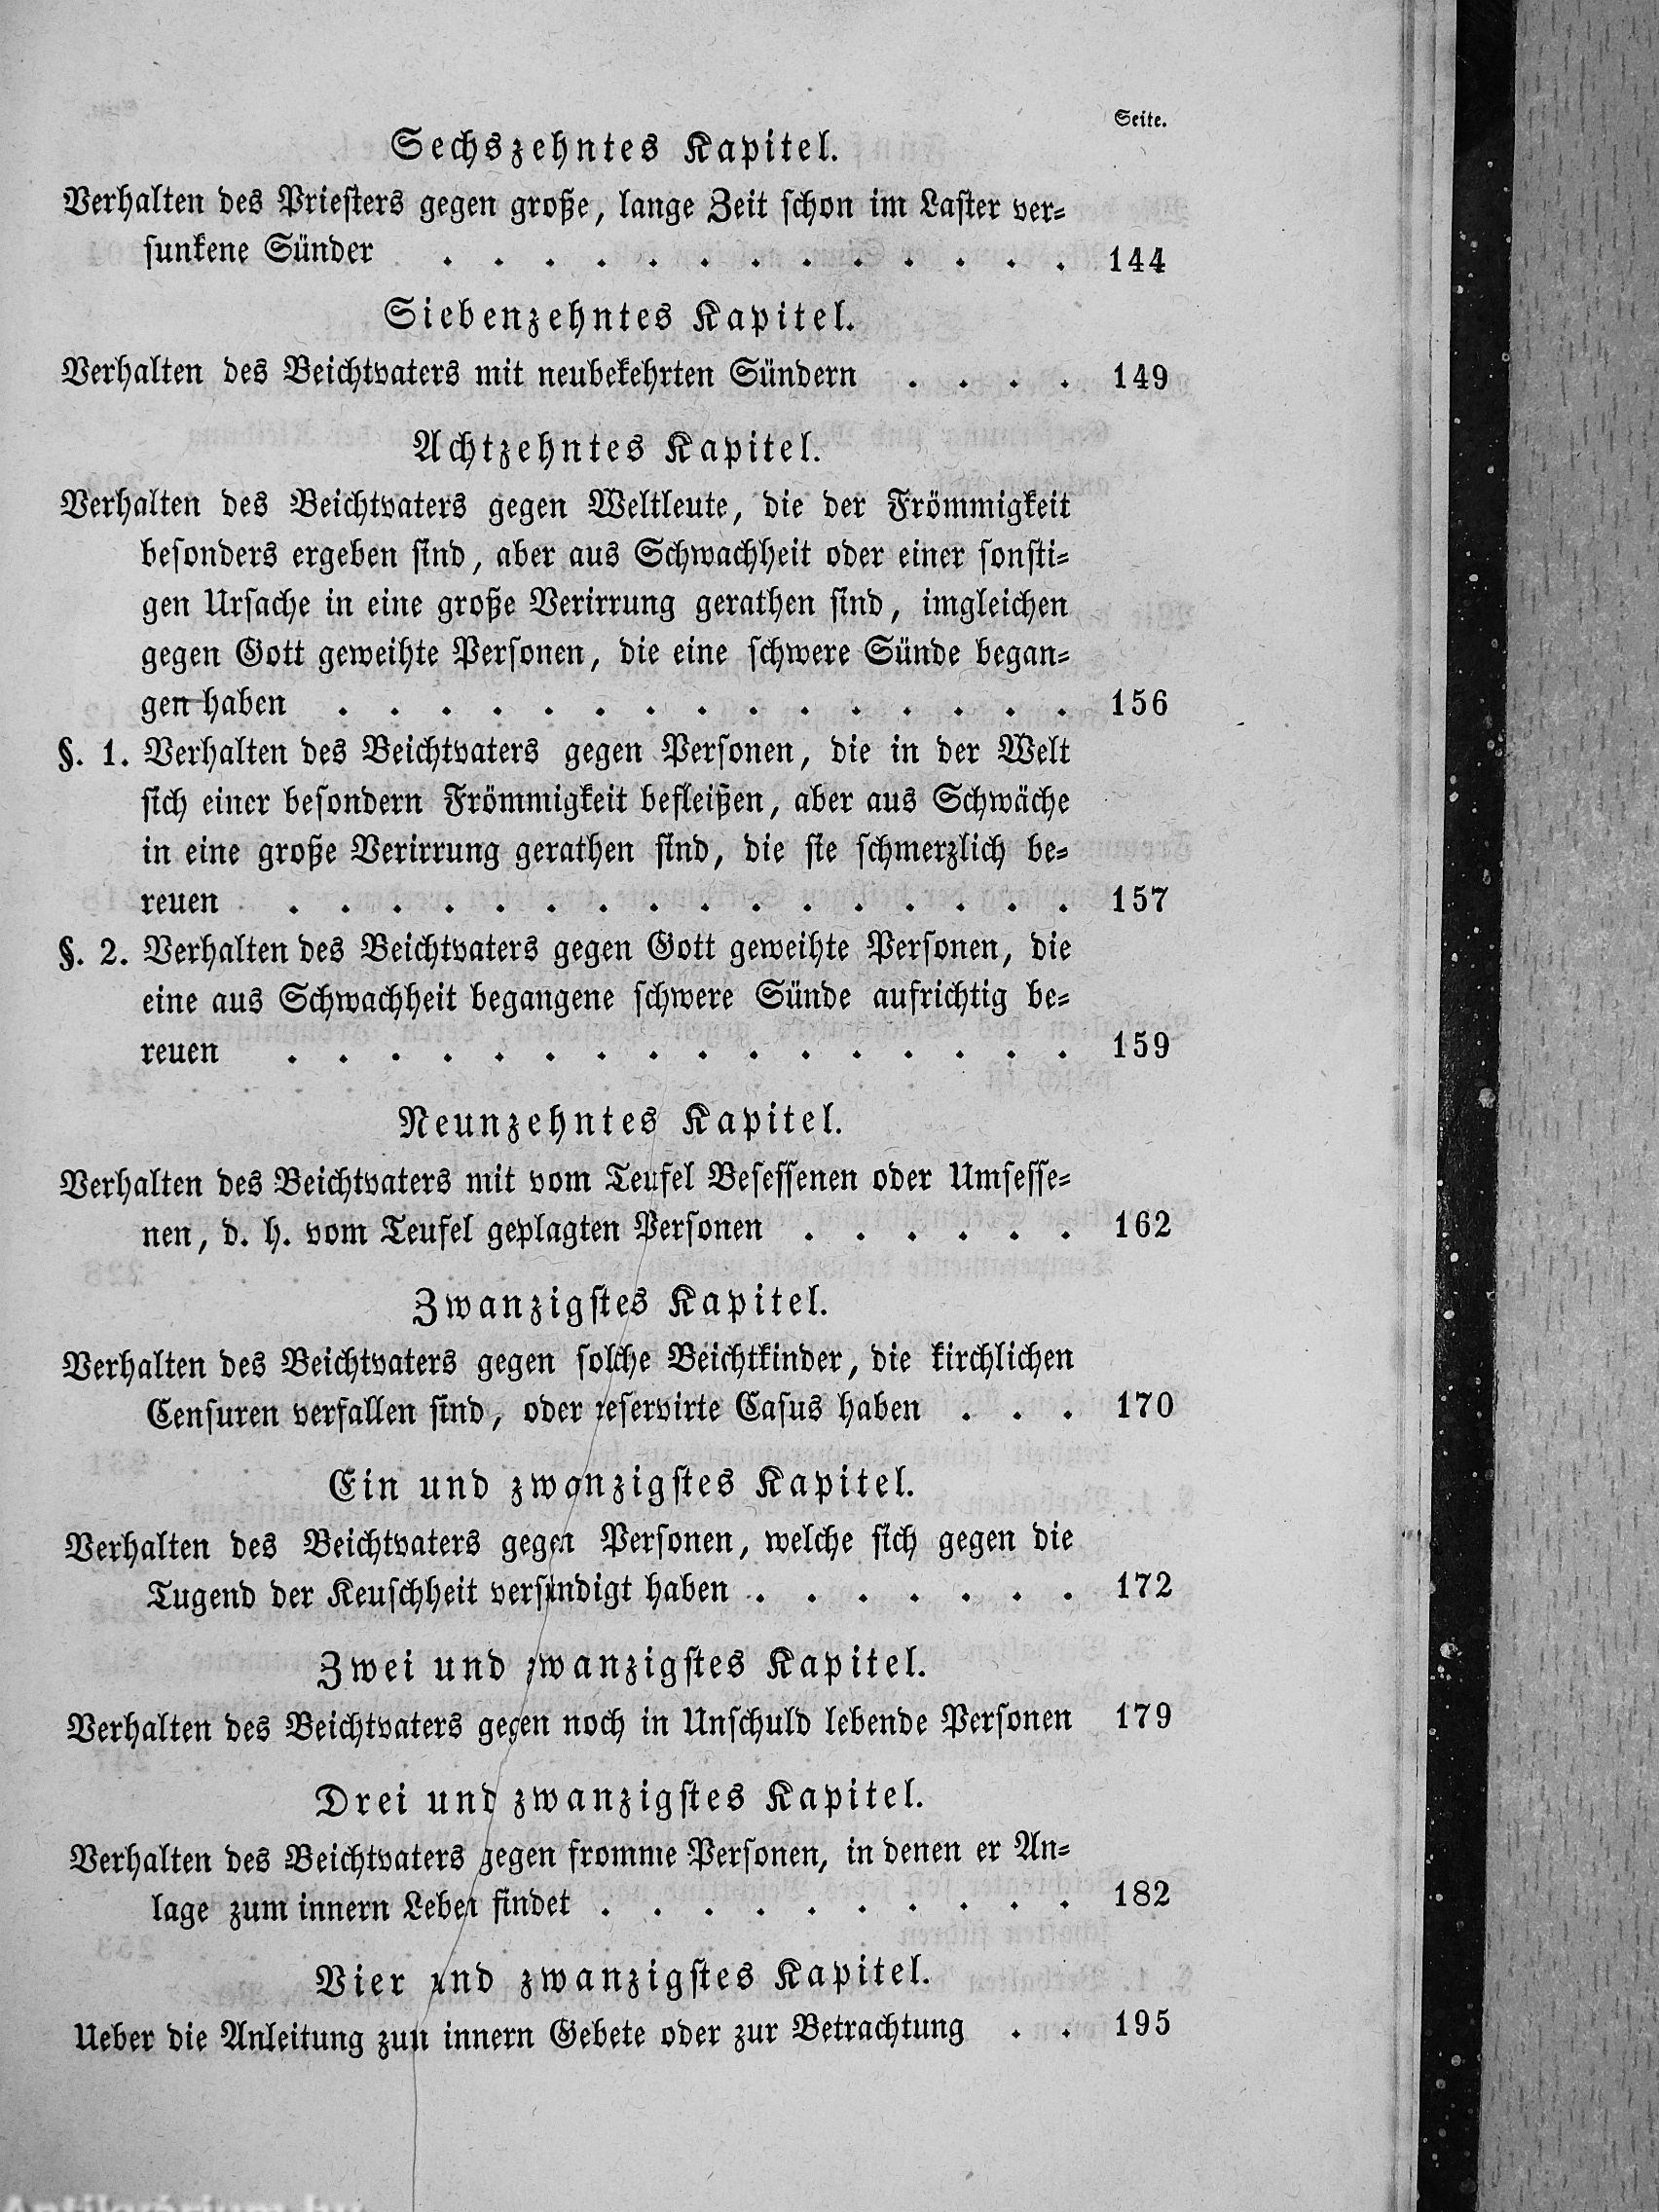 Seite.
Sechszehntes Kapitel.
Verhalten des Priesters gegen große, lange Zeit schon im Laster ver=
sunkene Sünder . . . . . . . . . . . . . 144
Siebenzehntes Kapitel.
Verhalten des Beichtvaters mit neubekehrten Sündern . . . . 149
Achtzehntes Kapitel.
Verhalten des Beichtvaters gegen Weltleute, die der Frömmigkeit
besonders ergeben sind, aber aus Schwachheit oder einer sonsti=
gen Ursache in eine große Verirrung gerathen sind, imgleichen
gegen Gott geweihte Personen, die eine schwere Sünde began=
gen haben . . . . . . . . . . . . . . . 156
§. 1. Verhalten des Beichtvaters gegen Personen, die in der Welt
sich einer besondern Frömmigkeit befleißen, aber aus Schwäche
in eine große Verirrung gerathen sind, die sie schmerzlich be=
reuen . . . . . . . . . . . . . . . . 157
§. 2. Verhalten des Beichtvaters gegen Gott geweihte Personen, die
eine aus Schwachheit begangene schwere Sünde aufrichtig be=
reuen . . . . . . . . . . . . . . . . 159
Neunzehntes Kapitel.
Verhalten des Beichtvaters mit vom Teufel Besessenen oder Umsesse=
nen, d. h. vom Teufel geplagten Personen . . . . . . 162
Zwanzigstes Kapitel.
Verhalten des Beichtvaters gegen solche Beichtkinder, die kirchlichen
Censuren verfallen sind, oder reservirte Casus haben . . . 170
Ein und zwanzigstes Kapitel.
Verhalten des Beichtvaters gegen Personen, welche sich gegen die
Tugend der Keuschheit versündigt haben . . . . . . . 172
Zwei und zwanzigstes Kapitel.
Verhalten des Beichtvaters gegen noch in Unschuld lebende Personen 179
Drei und zwanzigstes Kapitel.
Verhalten des Beichtvaters gegen fromme Personen, in denen er An=
lage zum innern Leben findet . . . . . . . . . . 182
Vier und zwanzigstes Kapitel.
Ueber die Anleitung zum innern Gebete oder zur Betrachtung . . 195